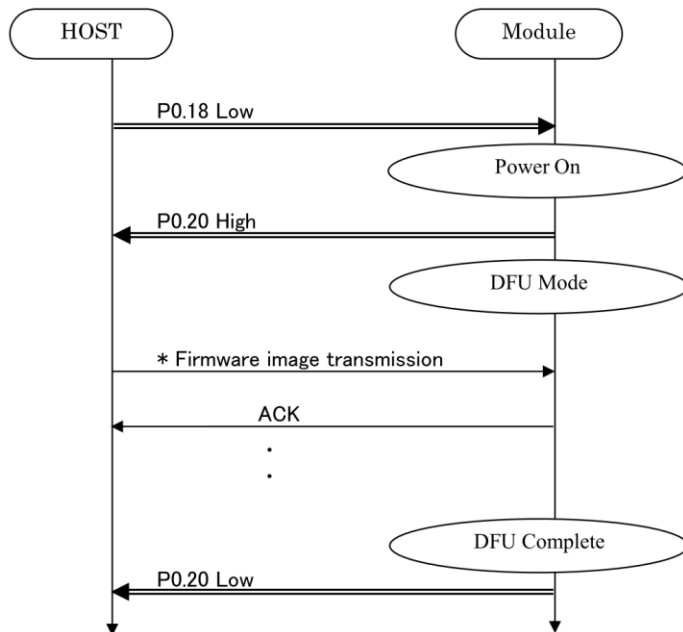 HOST
Module
P0.18 Low
Power On
P0.20 High
DFU Mode
* Firmware image transmission
ACK
.
.
DFU Complete
P0.20 Low